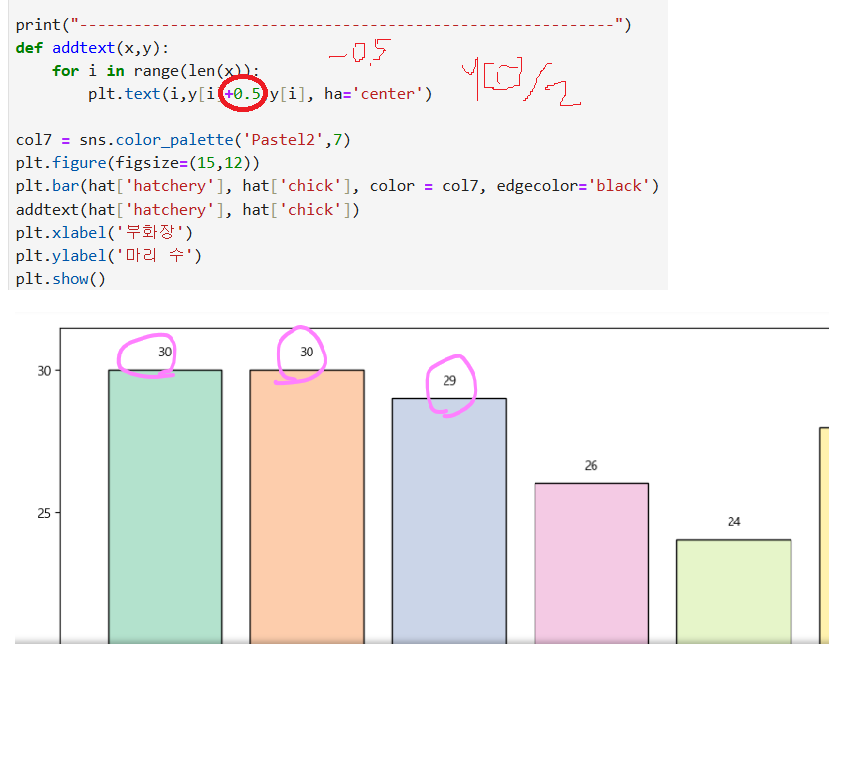 print("-----------------------------------------------------------")
def addtext(x,y):
-0.5
for i in range(len(x)):
plt.text(i,y[i]+0.5,y[i], ha='center')
y[i]/2
col7 = sns.color_palette('Pastel2',7)
plt.figure(figsize=(15,12))
plt.bar(hat['hatchery'], hat['chick'], color = col7, edgecolor='black')
addtext(hat['hatchery'], hat['chick'])
plt.xlabel('부화장')
plt.ylabel('마리 수')
plt.show()
30 30
30
29
26
25
24